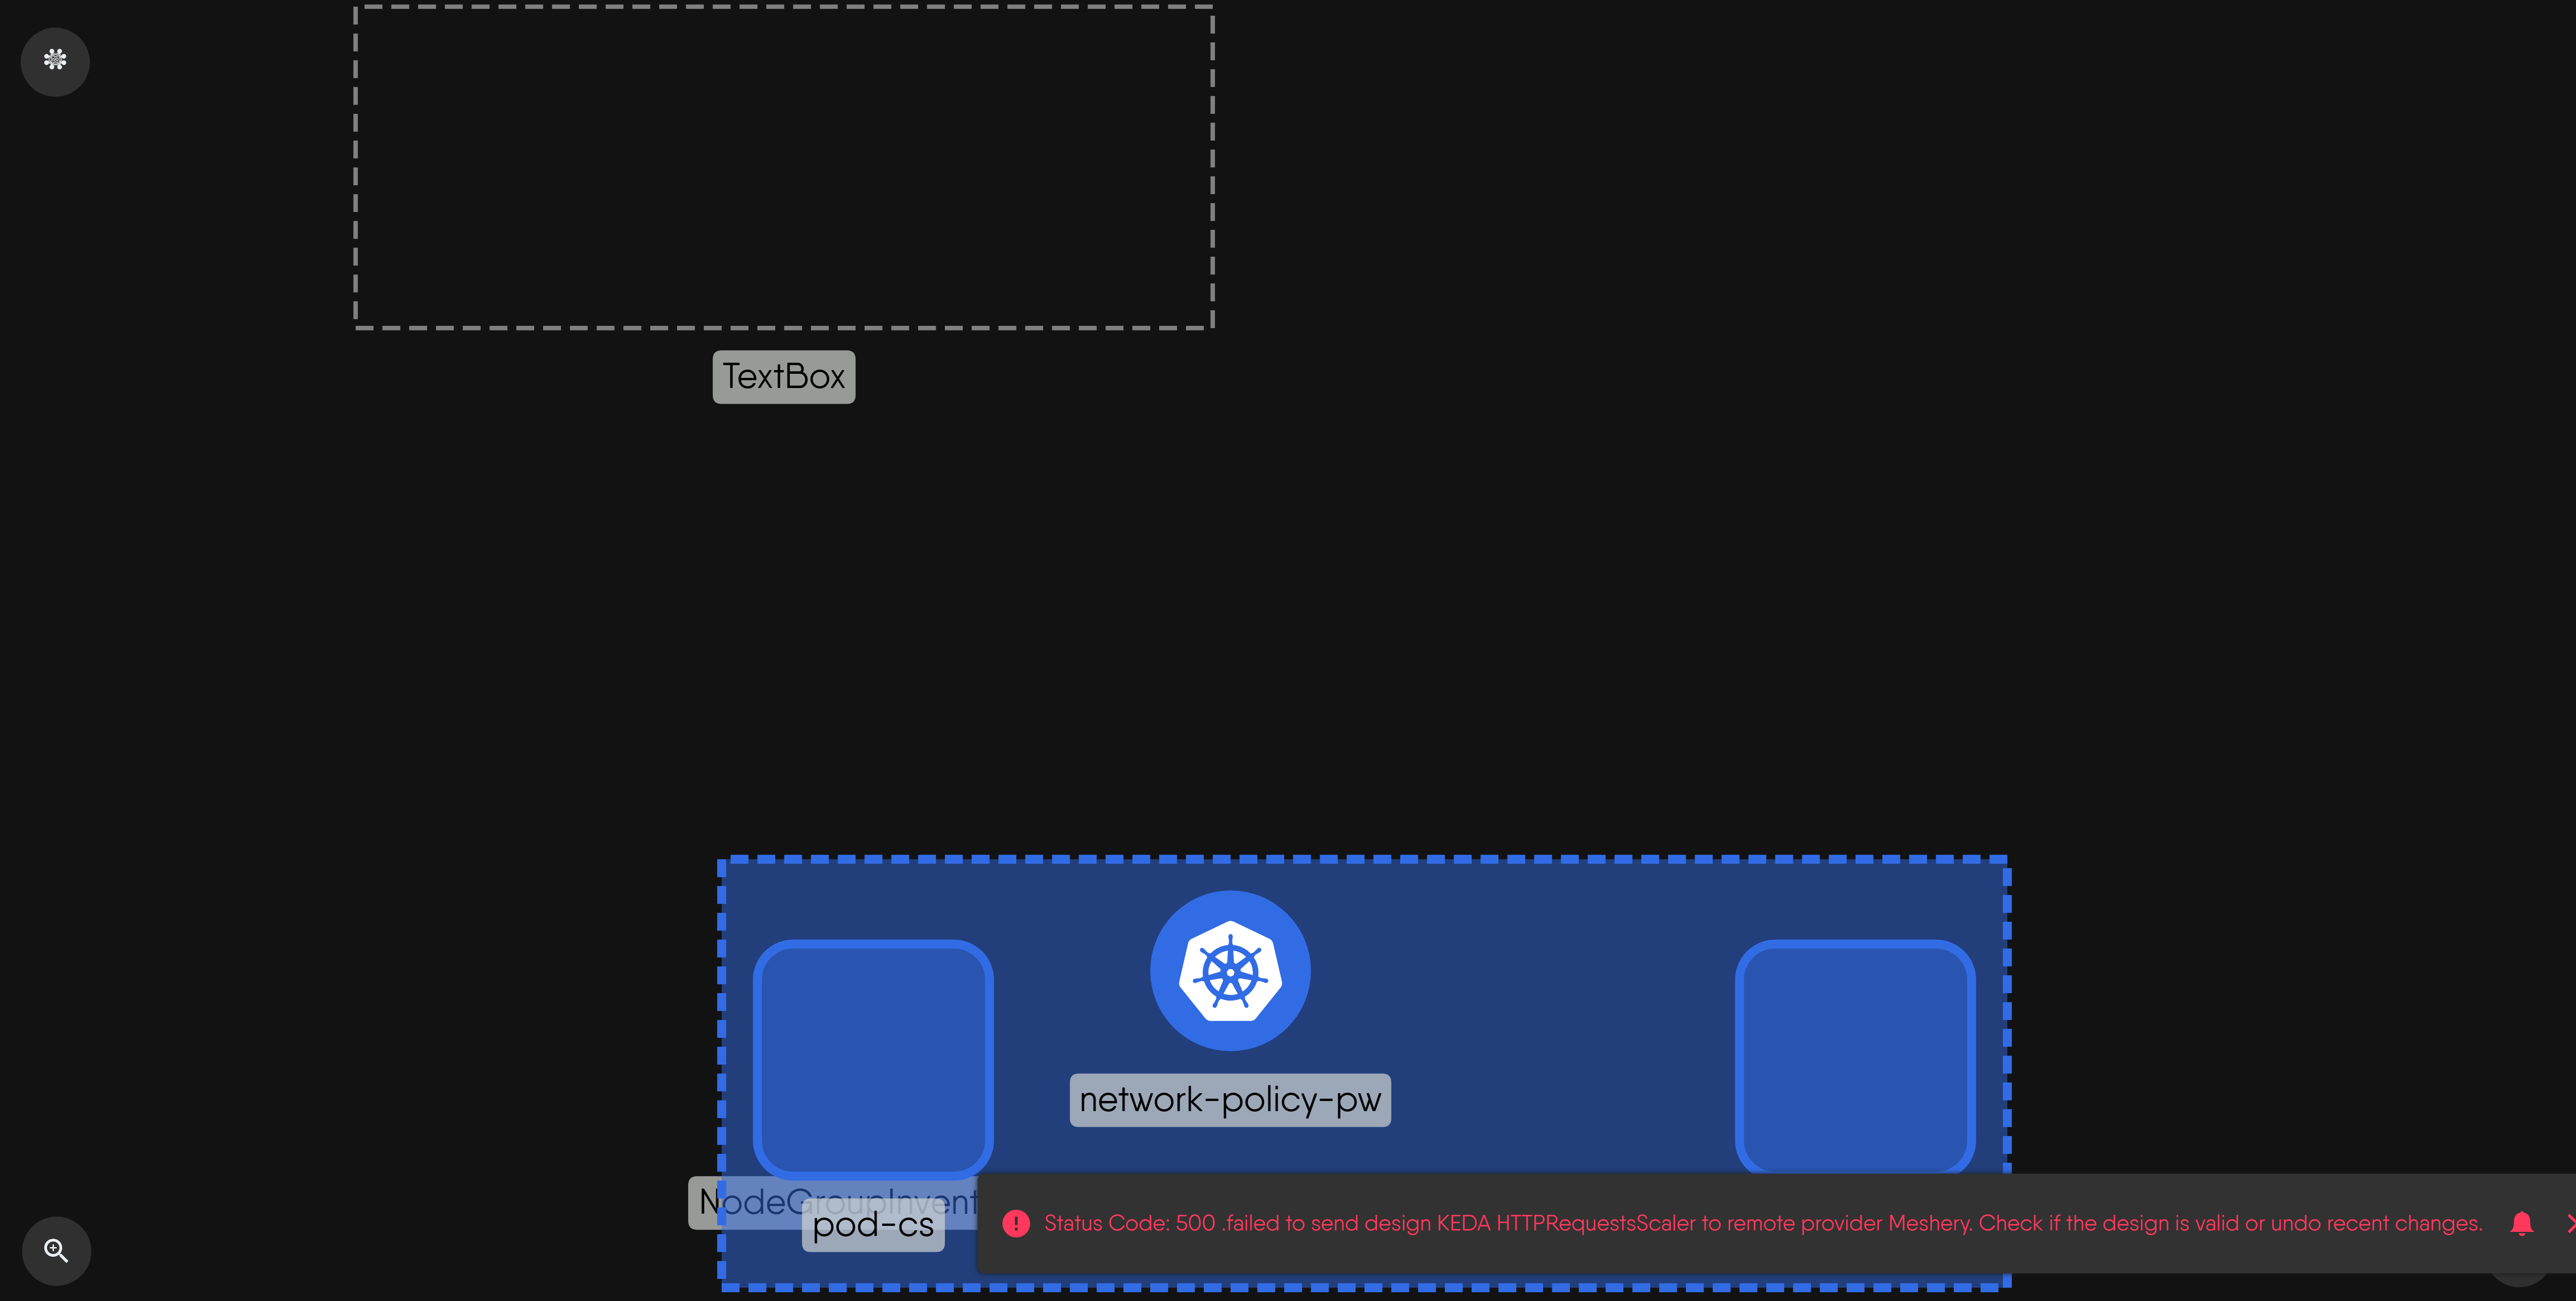 TextBox
network-policy-pw
NodeGroupInvent
pod-cs
Status Code: 500 .failed to send design KEDA HTTPRequestsScaler to remote provider Meshery. Check if the design is valid or undo recent changes.